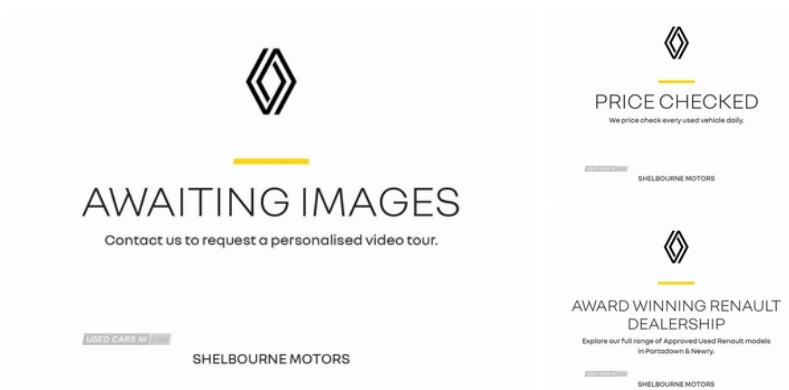 AWAITING IMAGES
Contact us to request a personalised video tour.
USED CARS NI
SHELBOURNE MOTORS
PRICE CHECKED
We price check every used vehicle daily.
SHELBOURNE MOTORS
AWARD WINNING RENAULT
DEALERSHIP
Explore our full range of Approved Used Renault models
in Portadown & Newry.
SHELBOURNE MOTORS